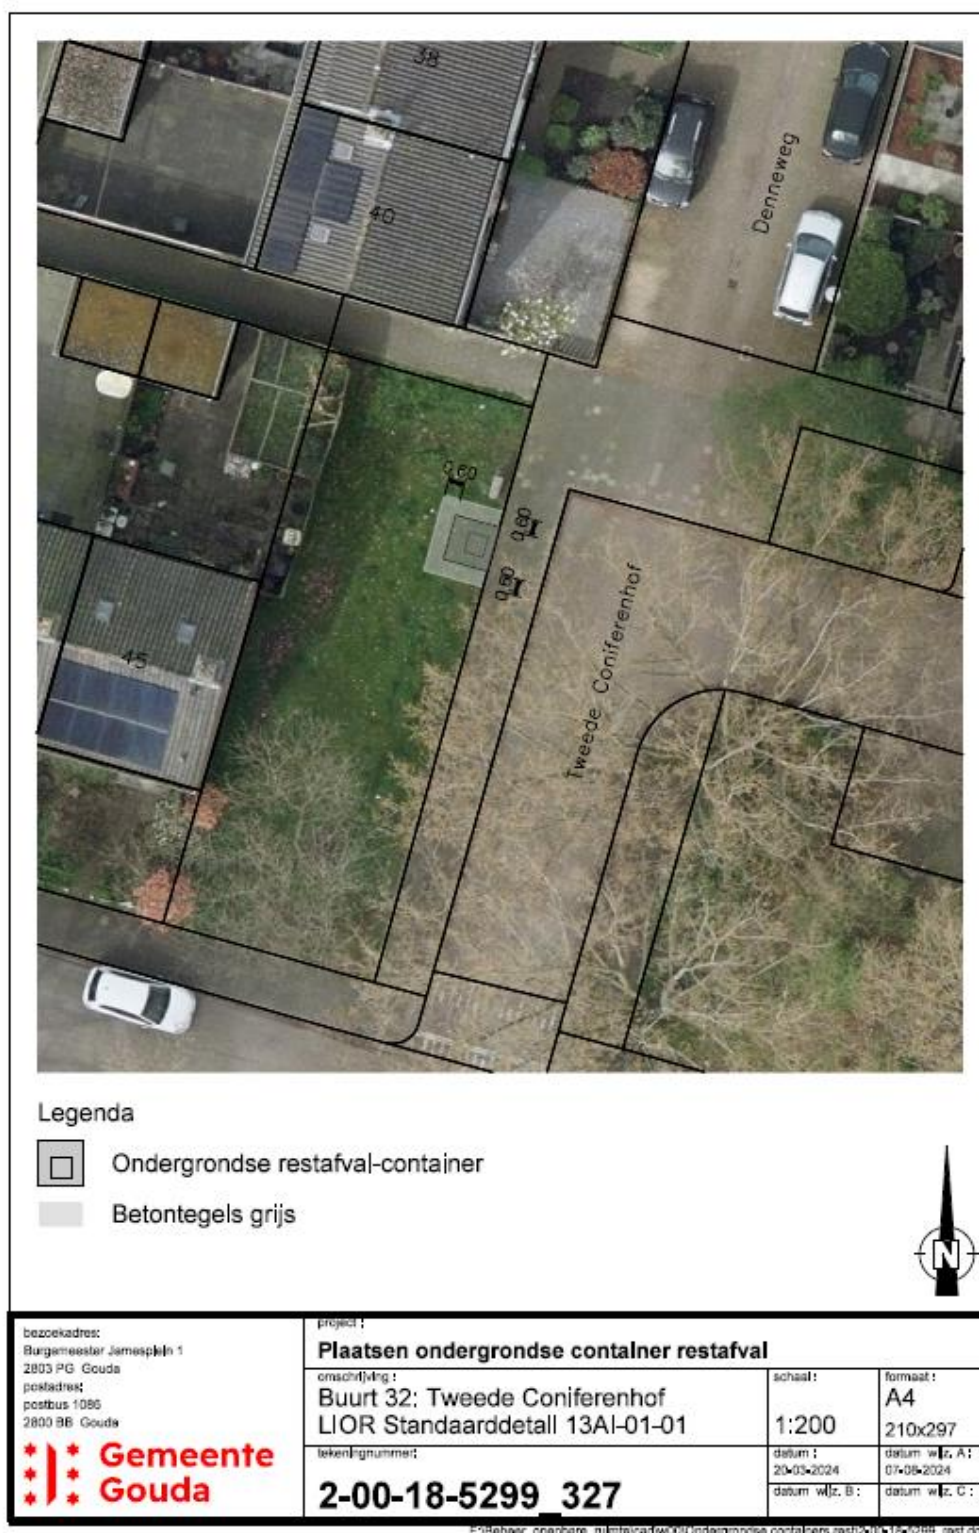 38
40
Denneweg
0,60
0,60
0,60
Tweede Coniferenhof
45
Legenda
Ondergrondse restafval-container
Betontegels grijs
N
bezoekadres:
Burgemeester Jamesplein 1
2803 PG Gouda
postadres:
postbus 1086
2800 BB Gouda
Gemeente
Gouda
project :
Plaatsen ondergrondse container restafval
omschrijving :
Buurt 32: Tweede Coniferenhof
LIOR Standaarddetail 13AI-01-01
schaal :
1:200
formaat :
A4
210x297
tekeningnummer:
2-00-18-5299_327
datum :
20-03-2024
datum wijz. A :
07-08-2024
datum wijz. B :
datum wijz. C :